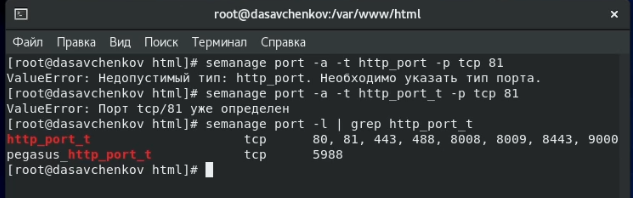 root@dasavchenkov:/var/www/html
Файл Правка Вид Поиск Терминал Справка
[root@dasavchenkov html]# semanage port -a -t http_port -p tcp 81
ValueError: Недопустимый тип: http_port. Необходимо указать тип порта.
[root@dasavchenkov html]# semanage port -a -t http_port_t -p tcp 81
ValueError: Порт tcp/81 уже определен
[root@dasavchenkov html]# semanage port -l | grep http_port_t
http_port_t tcp 80, 81, 443, 488, 8008, 8009, 8443, 9000
pegasus_http_port_t tcp 5988
[root@dasavchenkov html]#